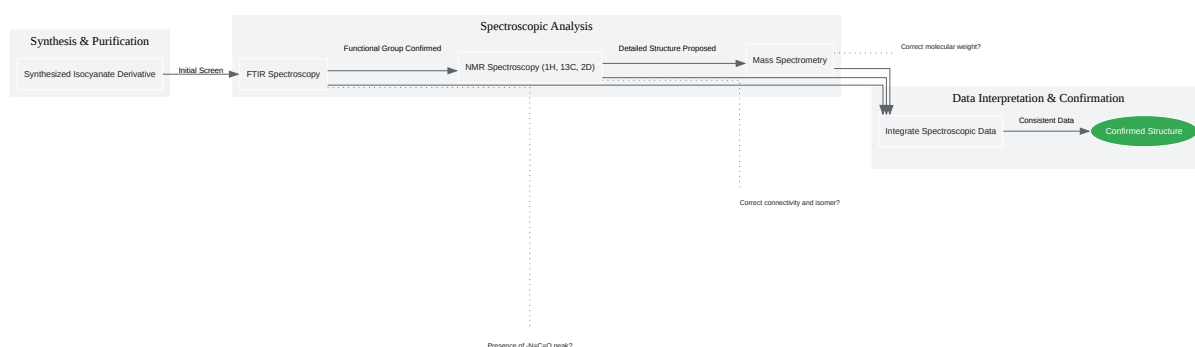 Spectroscopic Analysis
Synthesis & Purification
Functional Group Confirmed
Detailed Structure Proposed
Correct molecular weight?
Synthesized Isocyanate Derivative
Initial Screen
FTIR Spectroscopy
NMR Spectroscopy (1H, 13C, 2D)
Mass Spectrometry
Data Interpretation & Confirmation
Integrate Spectroscopic Data
Consistent Data
Confirmed Structure
Correct connectivity and isomer?
Presence of -N=C=O peak?